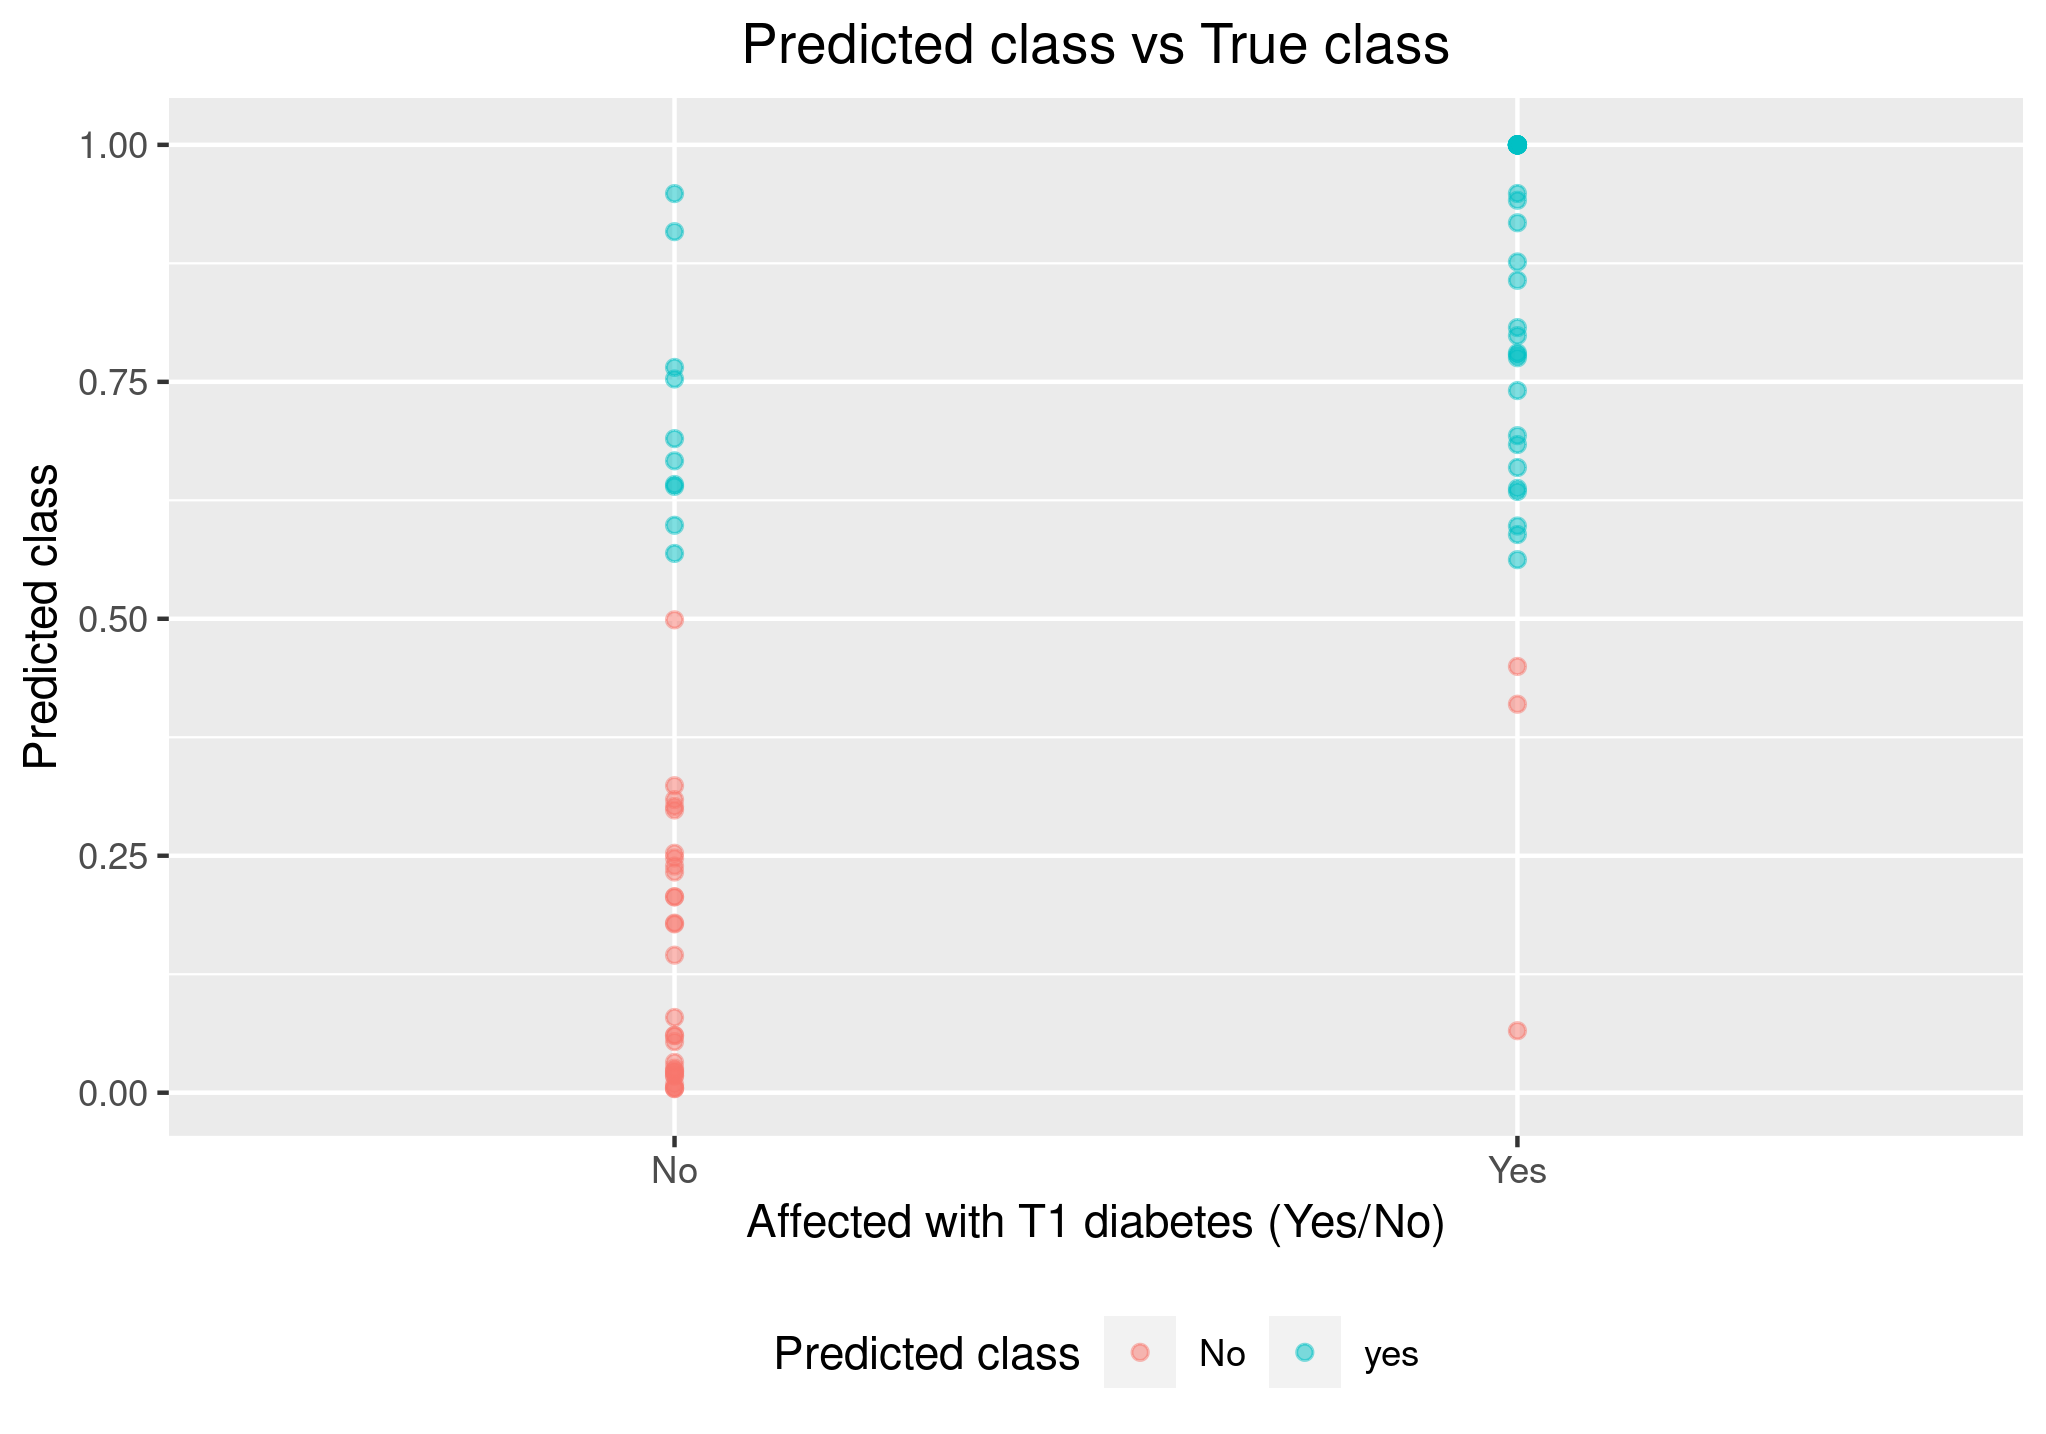 Predicted class vs True class
1.00
0.75
0.50
0.25
0.00
Predicted class
No
Yes
Affected with T1 diabetes (Yes/No)
Predicted class No yes